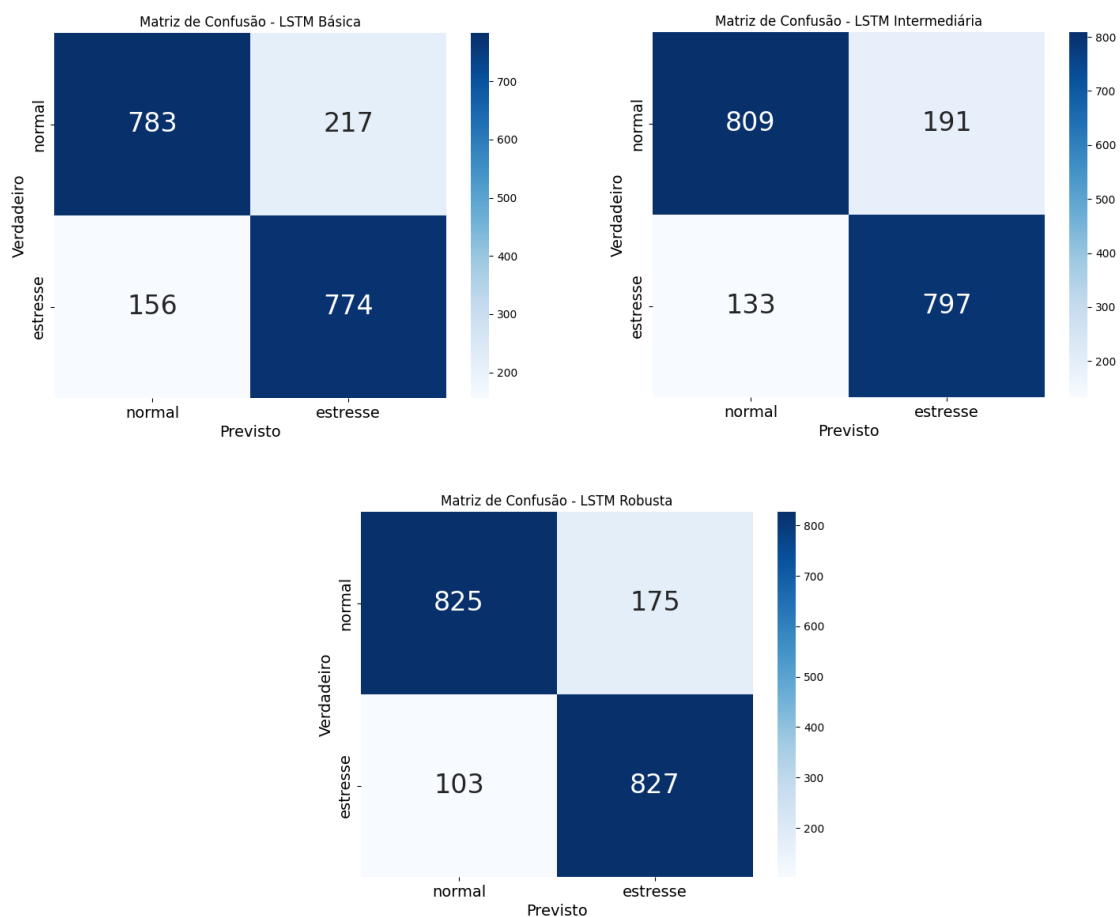 Matriz de Confusão - LSTM Básica
normal
estresse
Verdadeiro
783 217
156 774
normal estresse
Previsto
700
600
500
400
300
200
Matriz de Confusão - LSTM Intermediária
normal
estresse
Verdadeiro
809 191
133 797
normal estresse
Previsto
800
700
600
500
400
300
200
Matriz de Confusão - LSTM Robusta
normal
estresse
Verdadeiro
825 175
103 827
normal estresse
Previsto
800
700
600
500
400
300
200